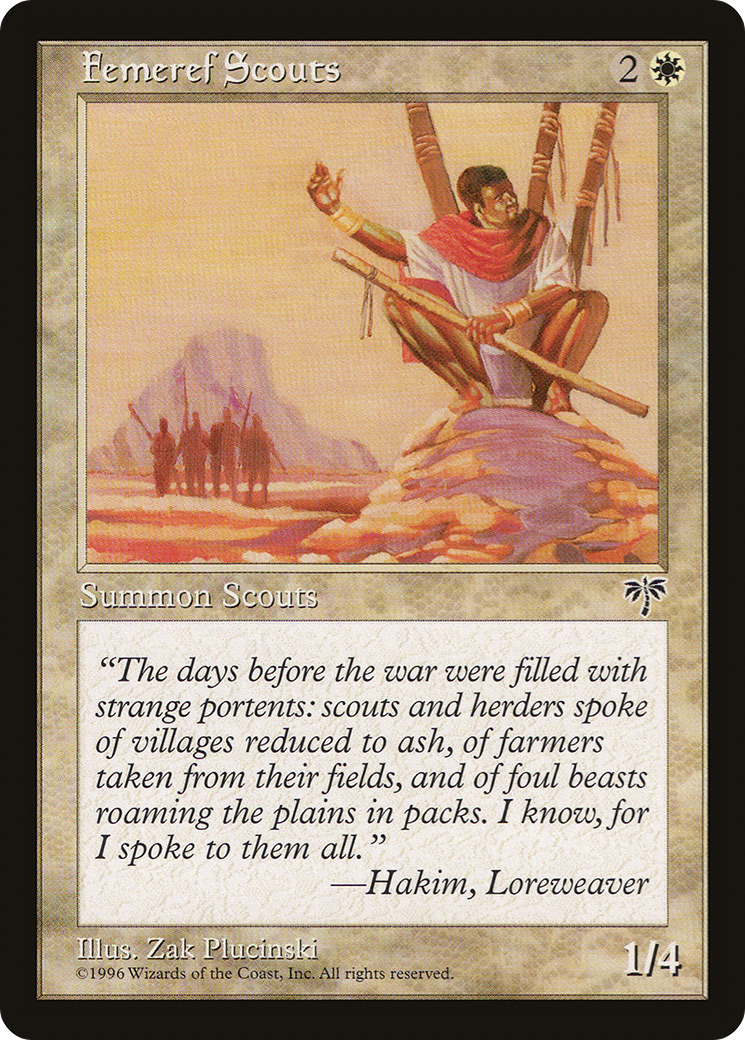 Femeref Scouts 2
Summon Scouts
“The days before the war were filled with
strange portents: scouts and herders spoke
of villages reduced to ash, of farmers
taken from their fields, and of foul beasts
roaming the plains in packs. I know, for
I spoke to them all.”
—Hakim, Loreweaver
Illus. Zak Plucinski
©1996 Wizards of the Coast, Inc. All rights reserved.
1/4